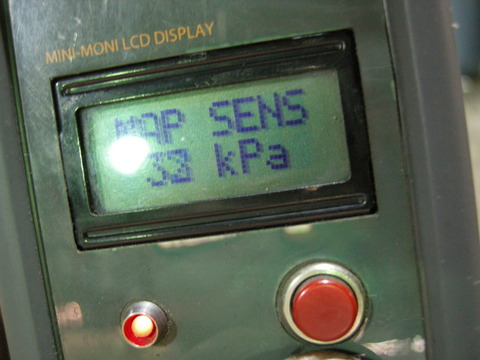 MINI-MONI LCD DISPLAY
MAP SENS
kPa